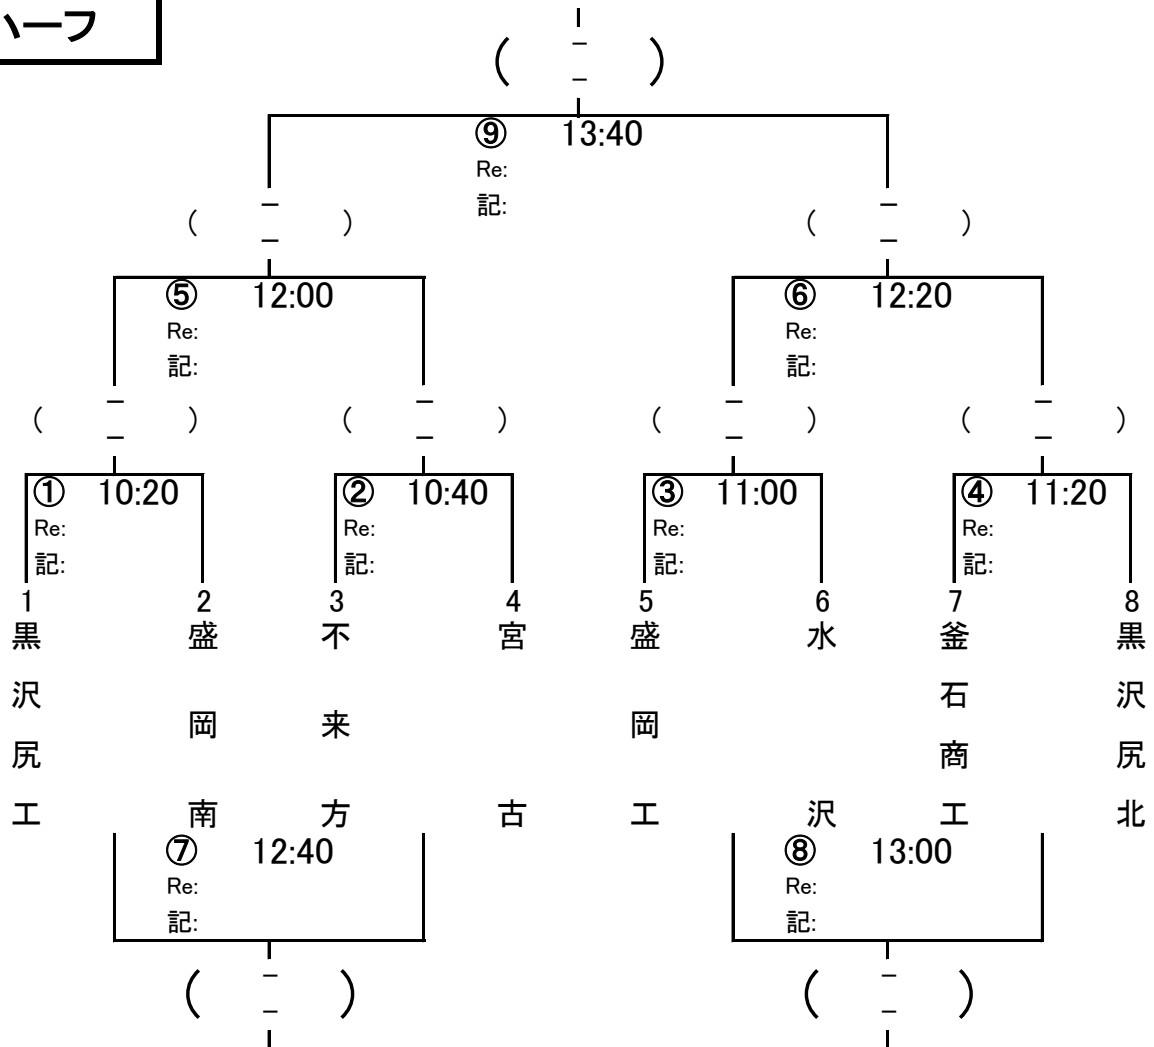 ハーフ
( － － )
⑨ 13:40
Re:
記:
( － － ) ( － － )
⑤ 12:00 ⑥ 12:20
Re: Re:
記: 記:
( － － ) ( － － ) ( － － ) ( － － )
① 10:20 ② 10:40 ③ 11:00 ④ 11:20
Re: Re: Re: Re:
記: 記: 記: 記:
1 2 3 4 5 6 7 8
黒沢尻工
盛岡南
不来方
宮古
盛岡工
水沢
釜石商工
黒沢尻北
⑦ 12:40 ⑧ 13:00
Re: Re:
記: 記:
( － － ) ( － － )